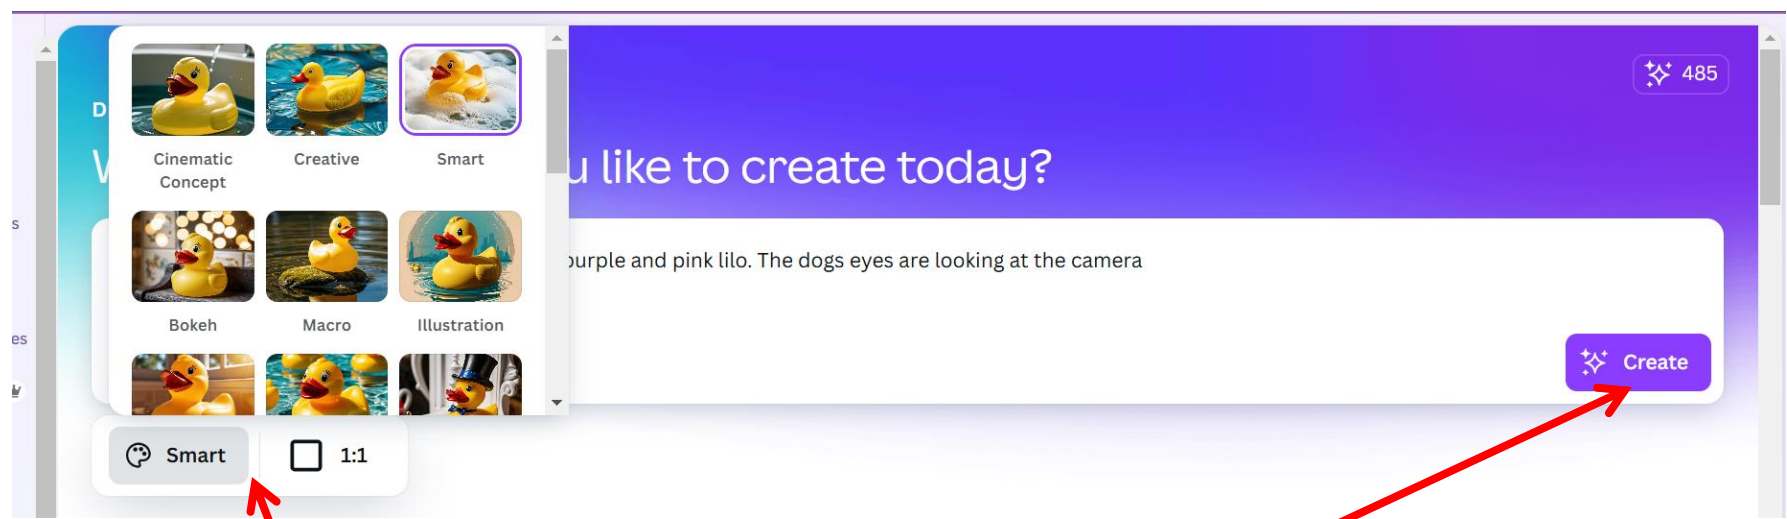 485
u like to create today?
Cinematic
Concept
Creative
Smart
purple and pink lilo. The dogs eyes are looking at the camera
Bokeh
Macro
Illustration
s
es
Create
Smart
1:1